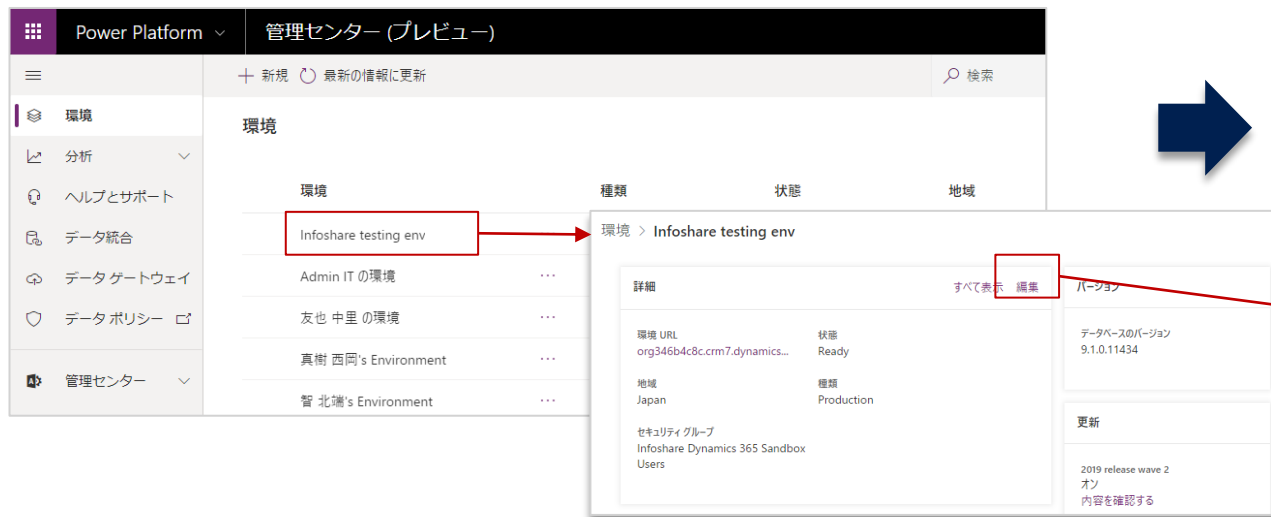 Power Platform
管理センター (プレビュー)
新規 最新の情報に更新
検索
環境
分析
ヘルプとサポート
データ統合
データ ゲートウェイ
データ ポリシー
管理センター
環境
環境 種類 状態 地域
Infoshare testing env
Admin IT の環境 ...
友也 中里 の環境 ...
真樹 西岡's Environment ...
智 北端's Environment ...
環境 > Infoshare testing env
詳細 すべて表示 編集
環境 URL
org346b4c8c.crm7.dynamics...
状態
Ready
地域
Japan
種類
Production
セキュリティ グループ
Infoshare Dynamics 365 Sandbox
Users
バージョン
データベースのバージョン
9.1.0.11434
更新
2019 release wave 2
オン
内容を確認する